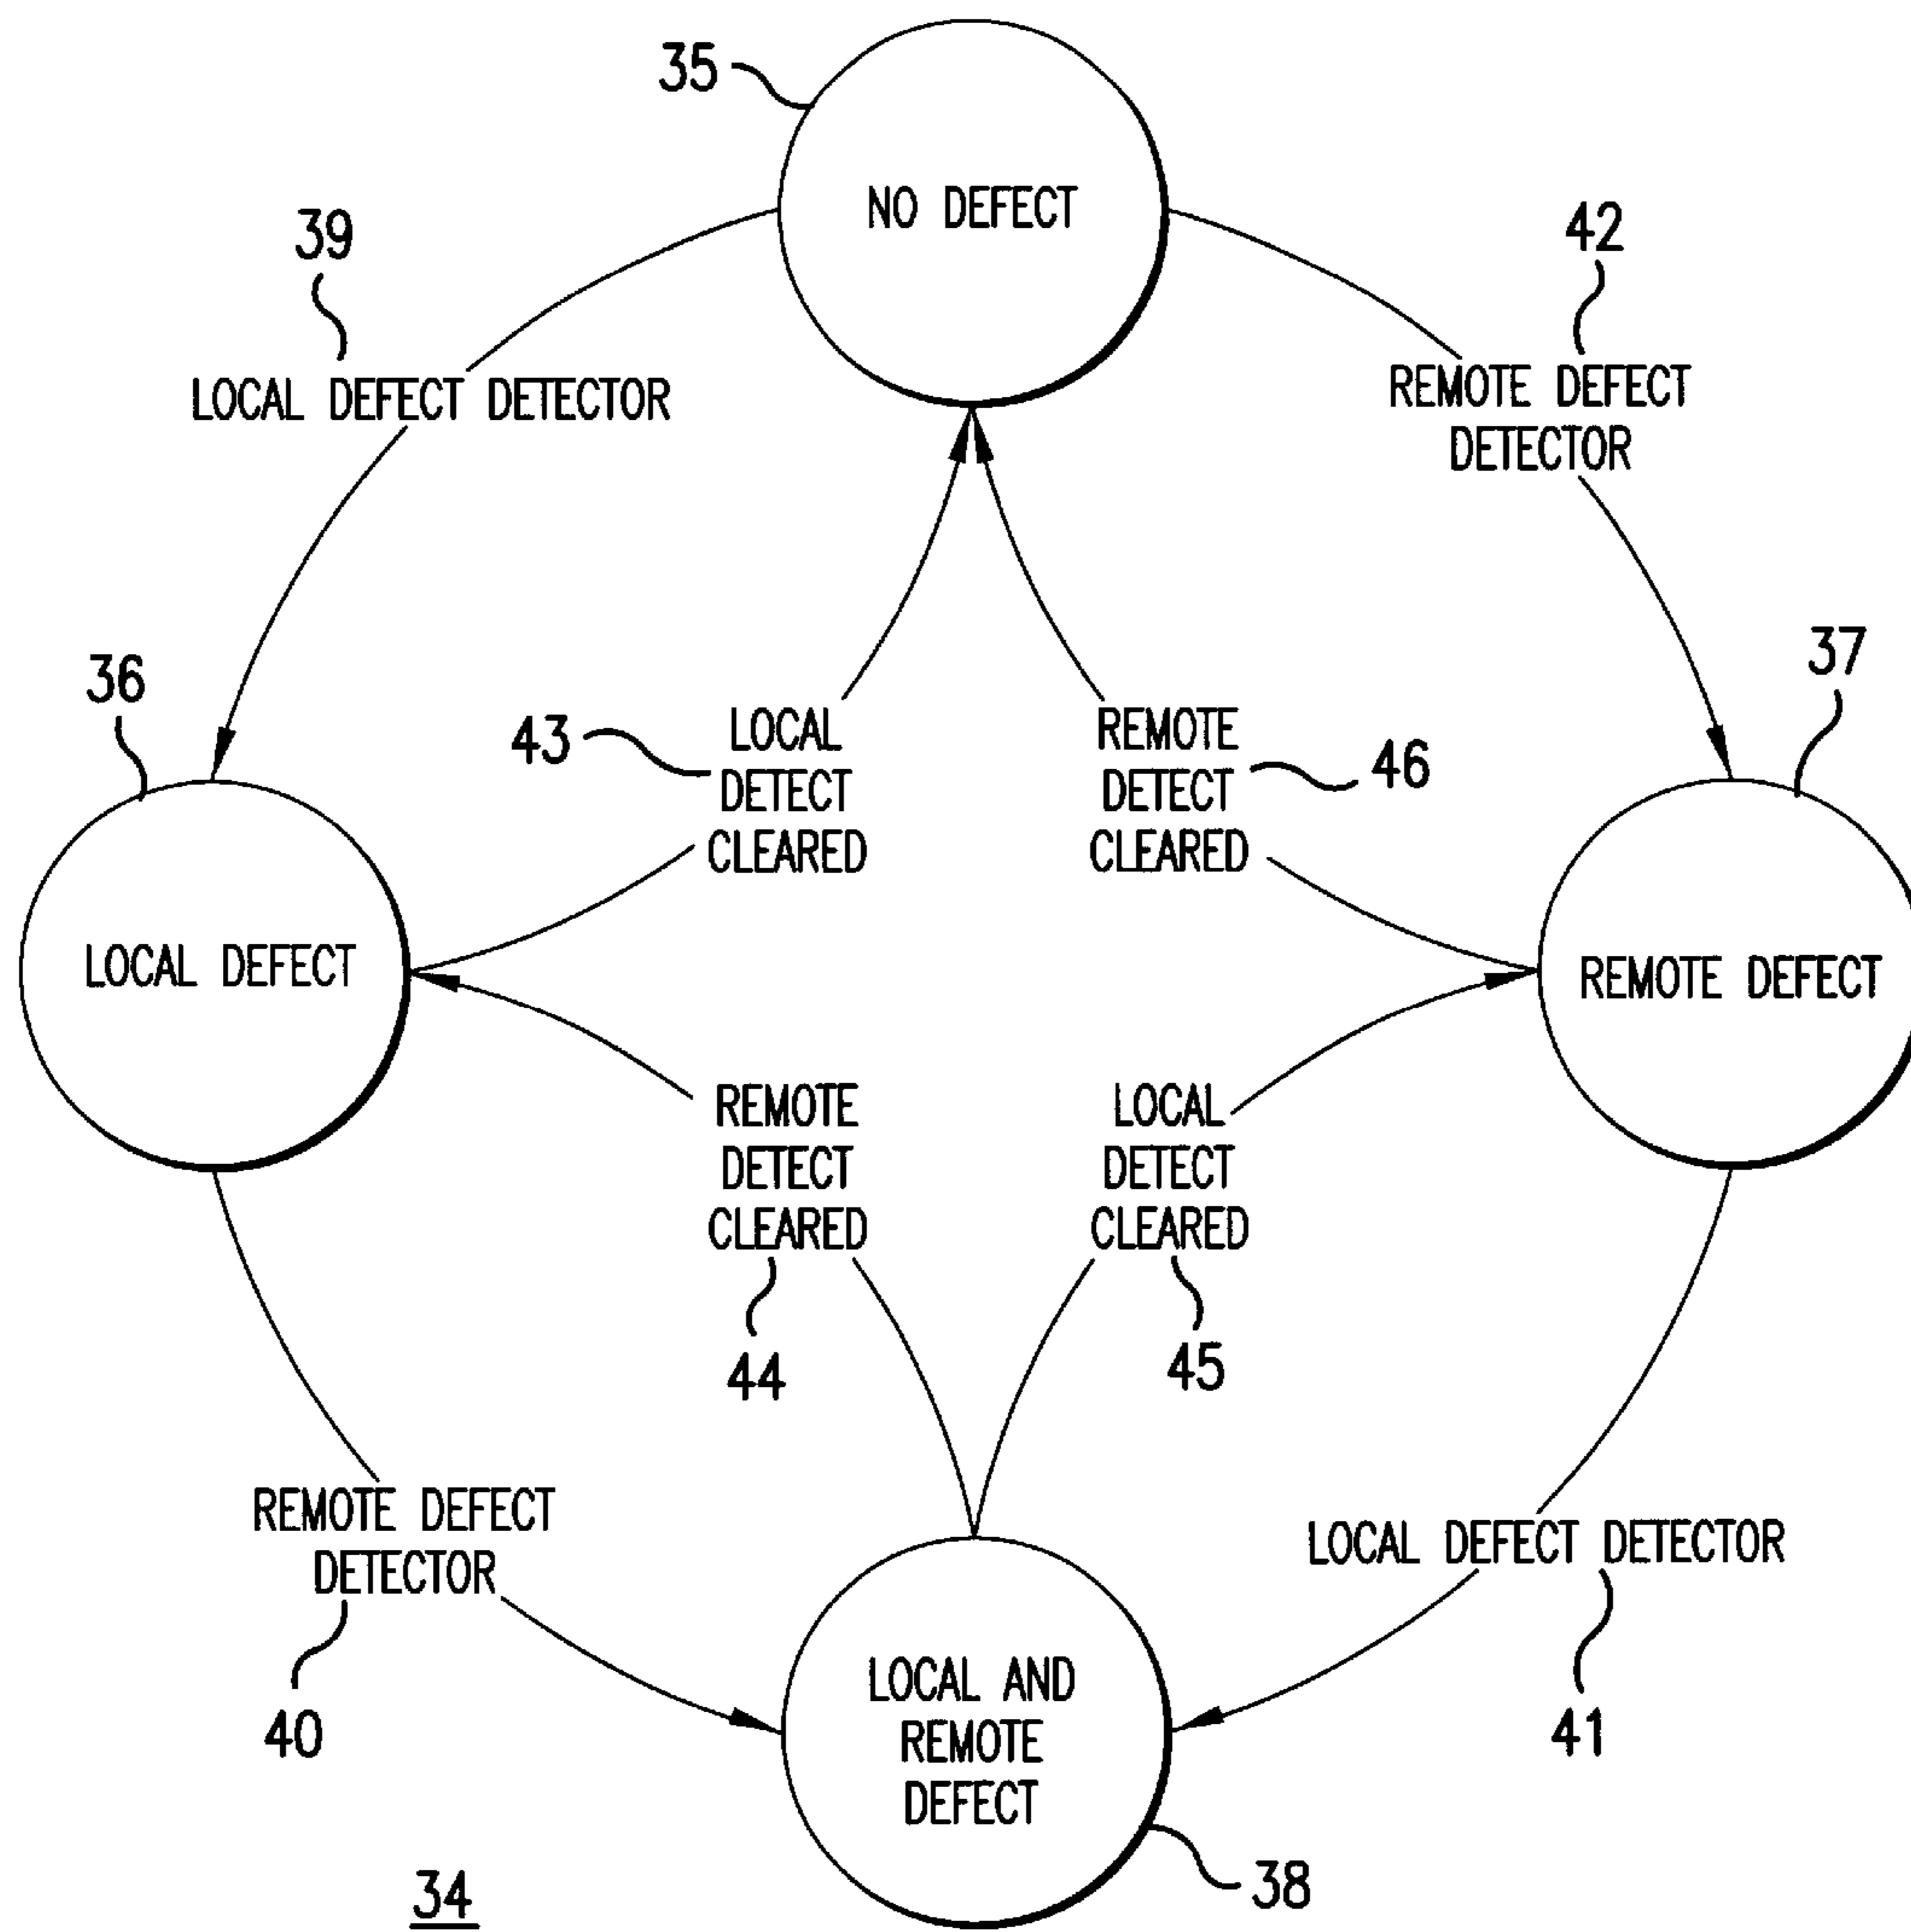 35
NO DEFECT
39
42
LOCAL DEFECT DETECTOR
REMOTE DEFECT
DETECTOR
36
37
43
LOCAL
DETECT
CLEARED
REMOTE
DETECT
CLEARED
46
LOCAL DEFECT
REMOTE DEFECT
REMOTE
DETECT
CLEARED
44
LOCAL
DETECT
CLEARED
45
REMOTE DEFECT
DETECTOR
40
LOCAL DEFECT DETECTOR
41
LOCAL AND
REMOTE
DEFECT
38
34